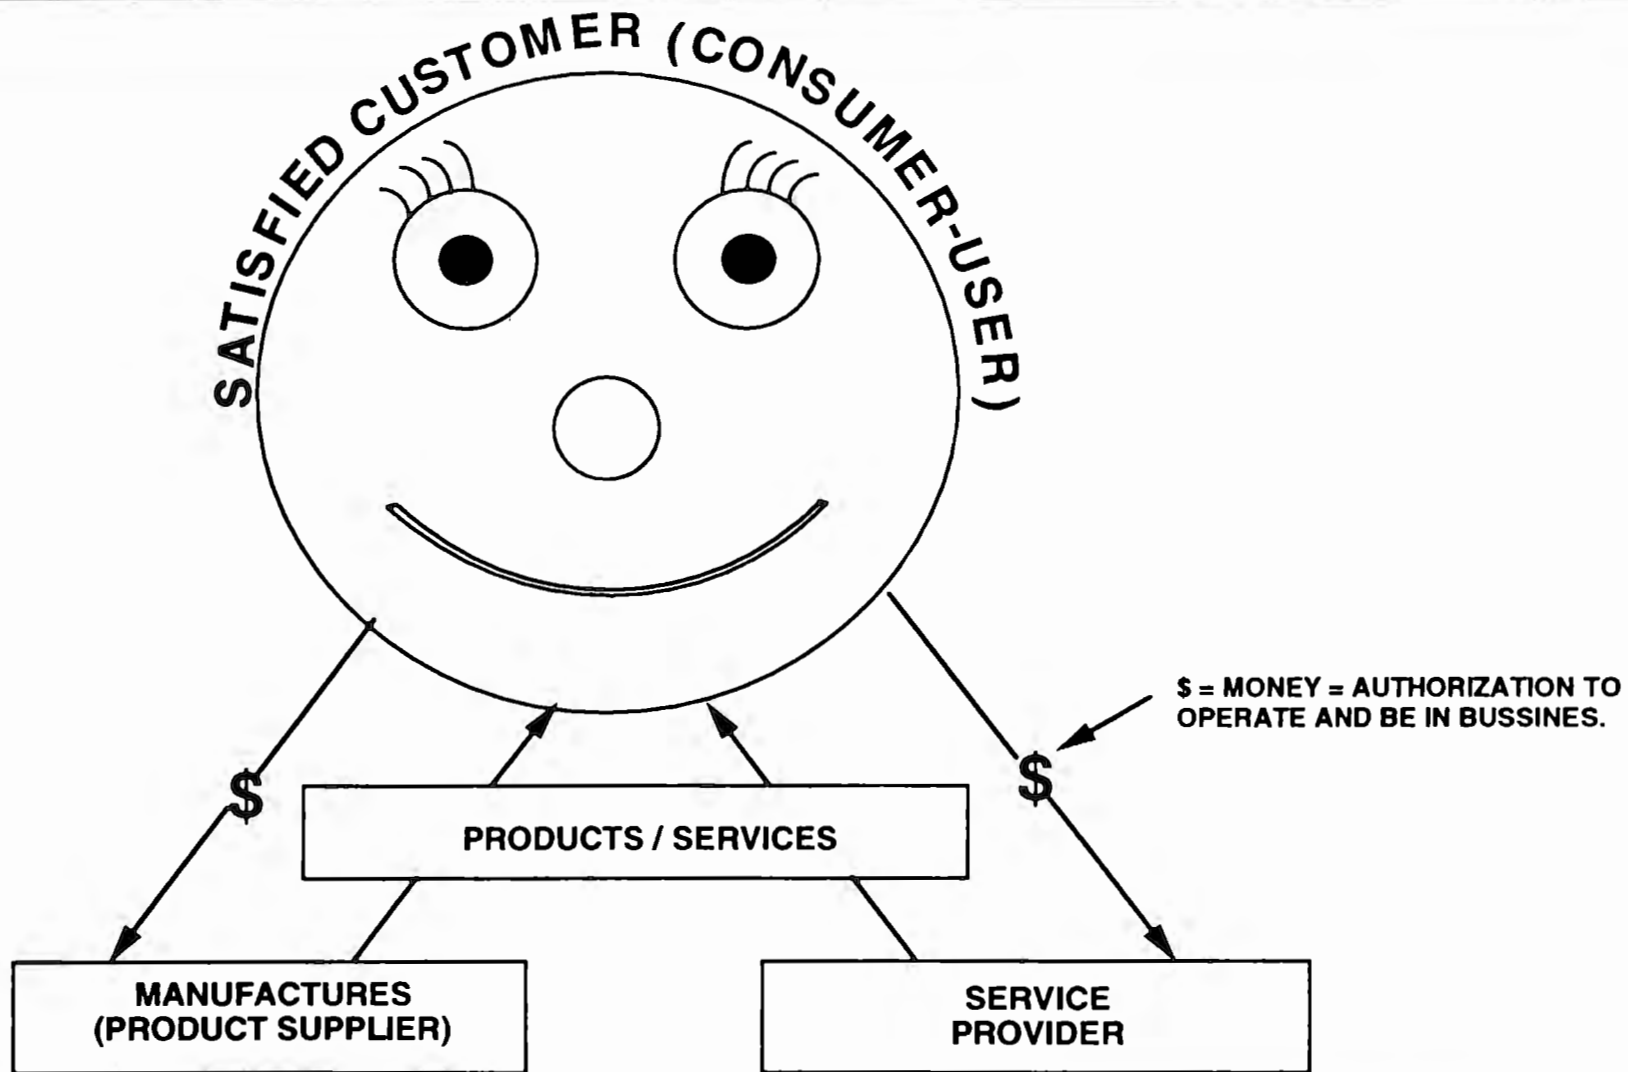 SATISFIED CUSTOMER (CONSUMER-USER)
$ = MONEY = AUTHORIZATION TO
OPERATE AND BE IN BUSSINES.
$
$
PRODUCTS / SERVICES
MANUFACTURES
(PRODUCT SUPPLIER)
SERVICE
PROVIDER